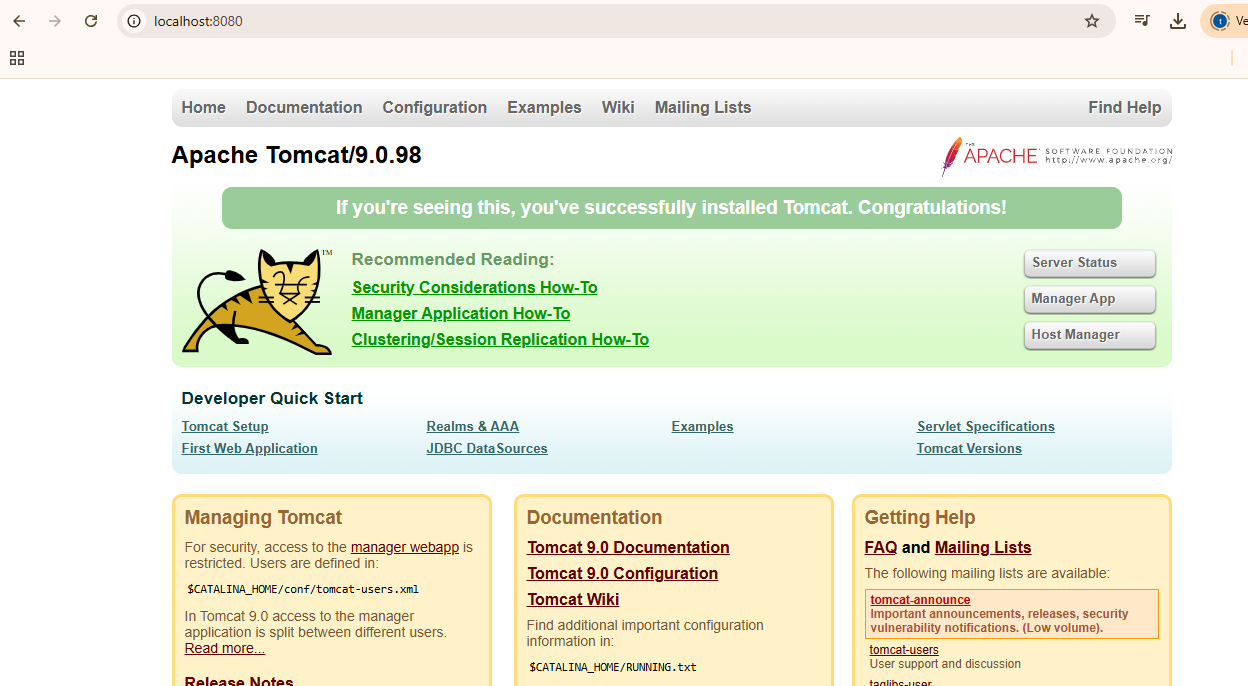 localhost:8080
Ve
Home Documentation Configuration Examples Wiki Mailing Lists Find Help
Apache Tomcat/9.0.98
THE APACHE SOFTWARE FOUNDATION
http://www.apache.org/
If you're seeing this, you've successfully installed Tomcat. Congratulations!
TM
Recommended Reading:
Security Considerations How-To
Manager Application How-To
Clustering/Session Replication How-To
Server Status
Manager App
Host Manager
Developer Quick Start
Tomcat Setup
First Web Application
Realms & AAA
JDBC DataSources
Examples
Servlet Specifications
Tomcat Versions
Managing Tomcat
For security, access to the manager webapp is
restricted. Users are defined in:
$CATALINA_HOME/conf/tomcat-users.xml
In Tomcat 9.0 access to the manager
application is split between different users.
Read more...
Release Notes
Documentation
Tomcat 9.0 Documentation
Tomcat 9.0 Configuration
Tomcat Wiki
Find additional important configuration
information in:
$CATALINA_HOME/RUNNING.txt
Getting Help
FAQ and Mailing Lists
The following mailing lists are available:
tomcat-announce
Important announcements, releases, security
vulnerability notifications. (Low volume).
tomcat-users
User support and discussion
taglibs-user